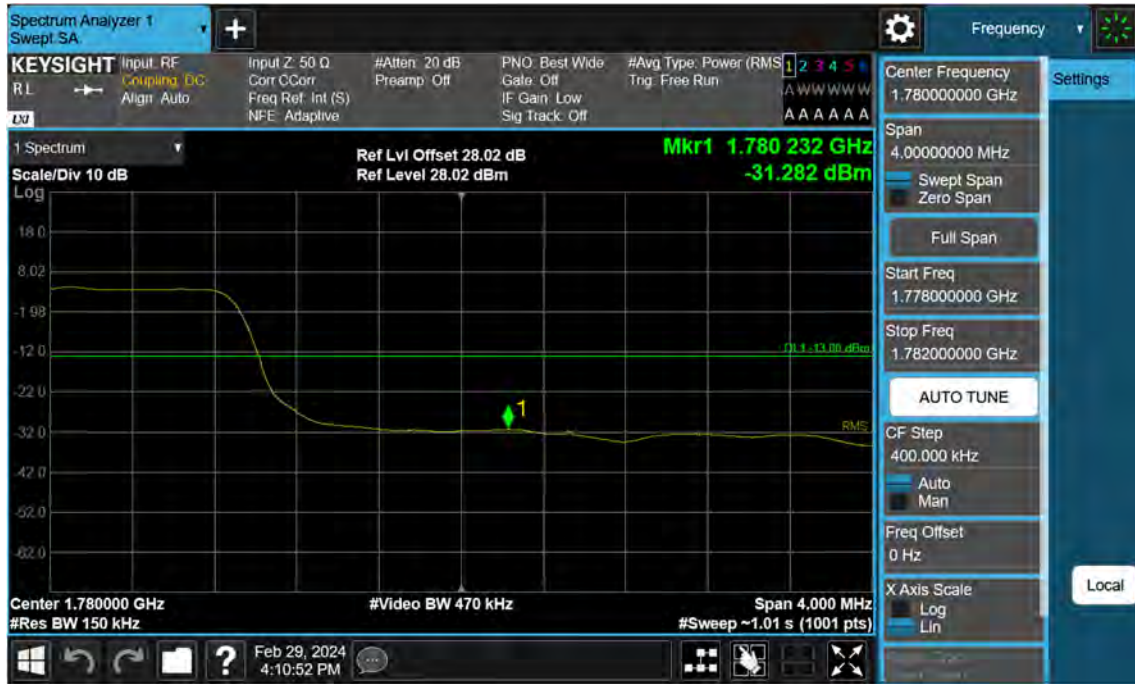 Spectrum Analyzer 1
Swept SA
+
Frequency
KEYSIGHT
RL
LXI
Input: RF
Coupling: DC
Align: Auto
Input Z: 50 Ω
Corr CCorr
Freq Ref: Int (S)
NFE: Adaptive
#Atten: 20 dB
Preamp: Off
PNO: Best Wide
Gate: Off
IF Gain: Low
Sig Track: Off
#Avg Type: Power (RMS
Trig: Free Run
1 2 3 4 5 6
A W W W W W
A A A A A A
1 Spectrum
Scale/Div 10 dB
Ref Lvl Offset 28.02 dB
Ref Level 28.02 dBm
Mkr1 1.780 232 GHz
-31.282 dBm
Log
18.0
8.02
-1.98
-12.0
-22.0
-32.0
-42.0
-52.0
-62.0
DL1 -13.00 dBm
1
RMS
Center 1.780000 GHz
#Res BW 150 kHz
#Video BW 470 kHz
Span 4.000 MHz
#Sweep ~1.01 s (1001 pts)
Center Frequency
1.780000000 GHz
Settings
Span
4.00000000 MHz
Swept Span
Zero Span
Full Span
Start Freq
1.778000000 GHz
Stop Freq
1.782000000 GHz
AUTO TUNE
CF Step
400.000 kHz
Auto
Man
Freq Offset
0 Hz
X Axis Scale
Log
Lin
Local
?
Feb 29, 2024
4:10:52 PM